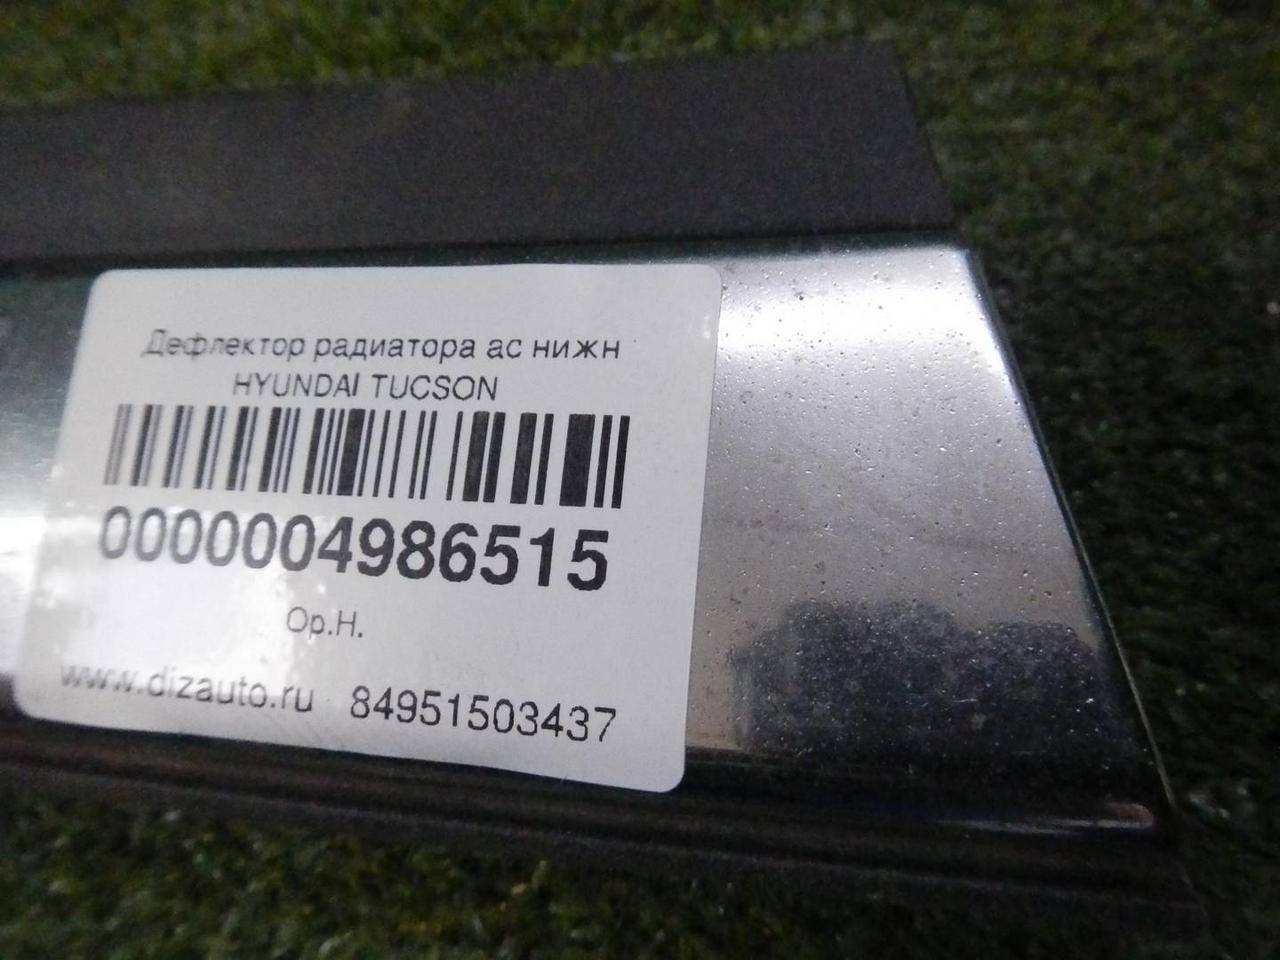 Дефлектор радиатора ас нижн
HYUNDAI TUCSON
0000004986515
Ор.Н.
www.dizauto.ru 84951503437